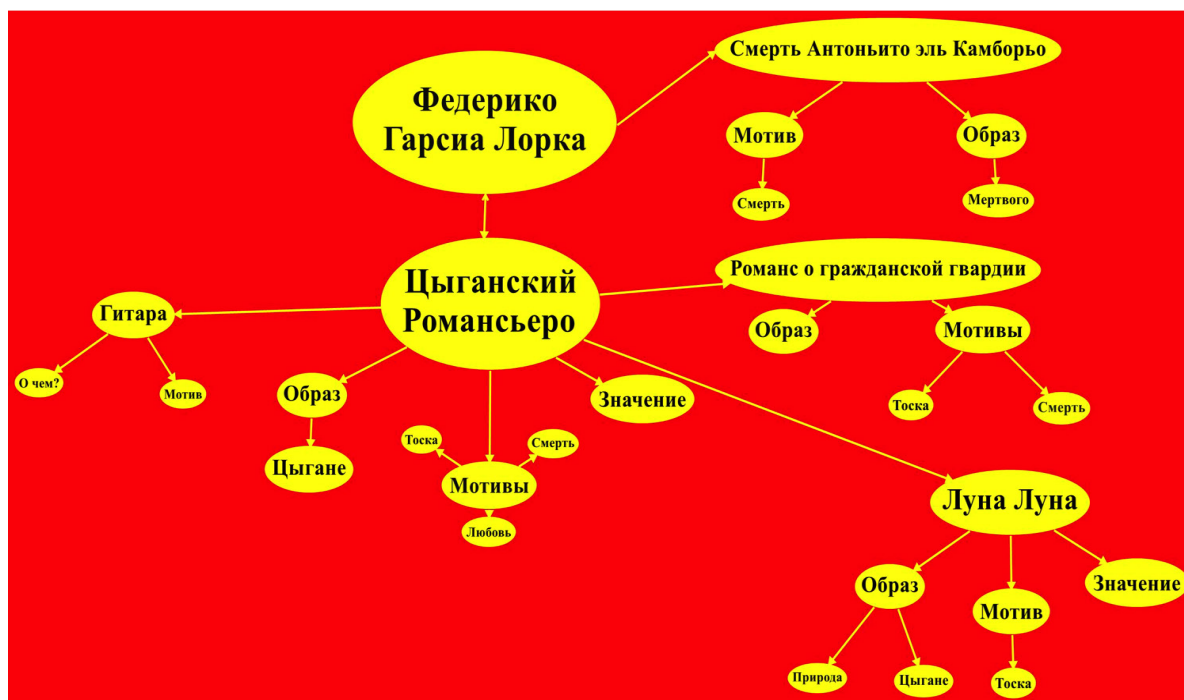 Смерть Антоньито эль Камборьо
Федерико
Гарсиа Лорка
Мотив
Образ
Смерть
Мертвого
Цыганский
Романсьеро
Романс о гражданской гвардии
Гитара
Образ
Мотивы
О чем?
Мотив
Образ
Значение
Тоска
Смерть
Цыгане
Тоска
Смерть
Мотивы
Любовь
Луна Луна
Образ
Мотив
Значение
Природа
Цыгане
Тоска